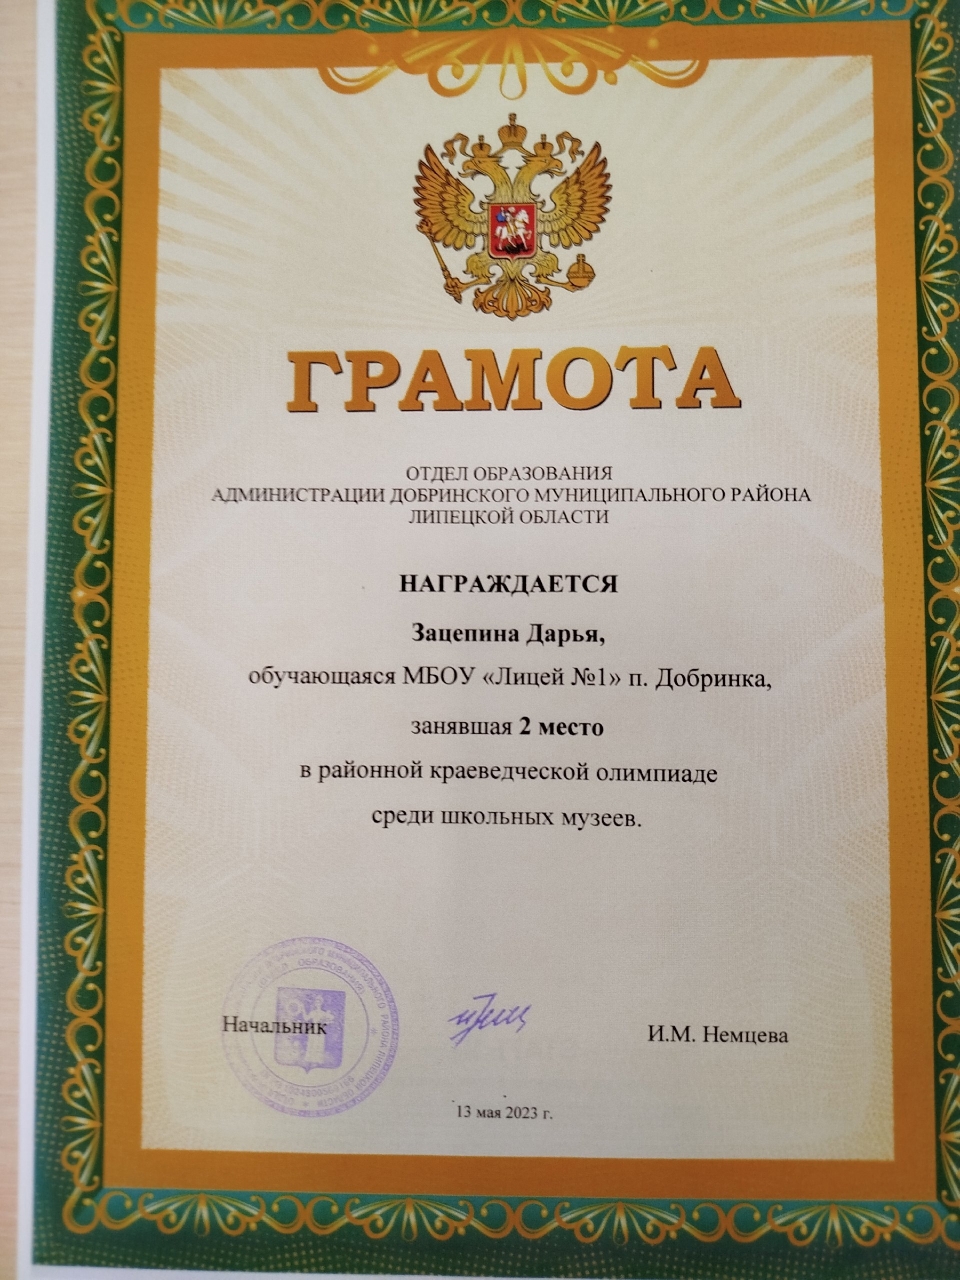 ГРАМОТА
ОТДЕЛ ОБРАЗОВАНИЯ
АДМИНИСТРАЦИИ ДОБРИНСКОГО МУНИЦИПАЛЬНОГО РАЙОНА
ЛИПЕЦКОЙ ОБЛАСТИ
НАГРАЖДАЕТСЯ
Зацепина Дарья,
обучающаяся МБОУ «Лицей №1» п. Добринка,
занявшая 2 место
в районной краеведческой олимпиаде
среди школьных музеев.
Начальник
И.М. Немцева
13 мая 2023 г.